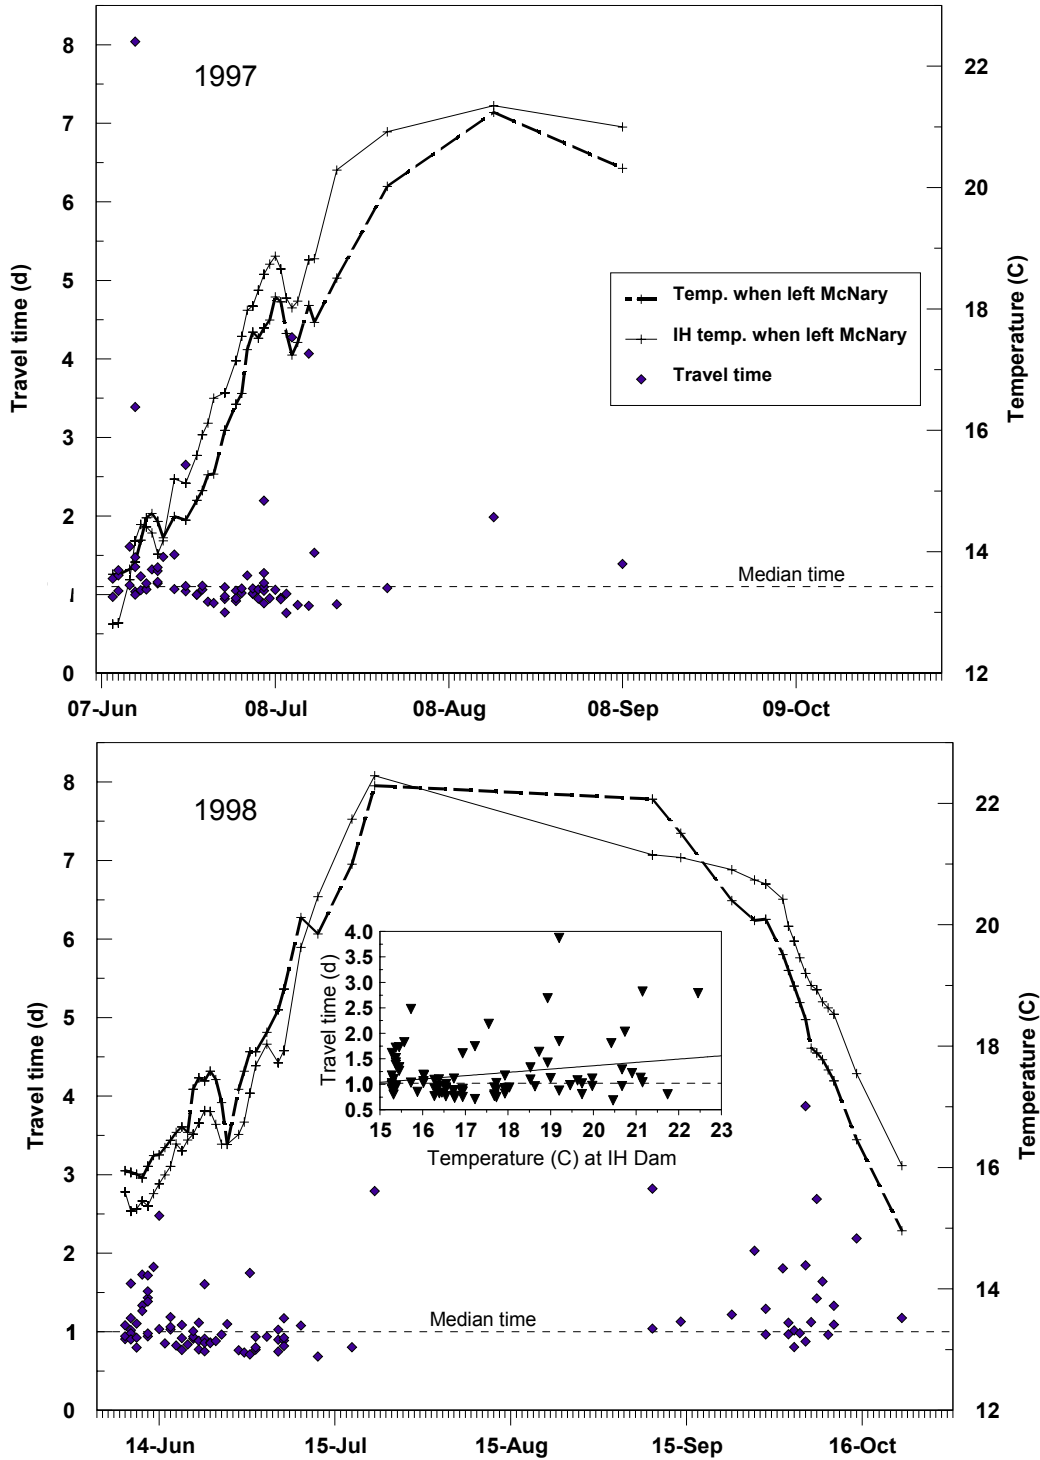 1997
8
7
6
5
4
3
2
1
0
Travel time (d)
22
20
18
16
14
12
Temperature (C)
Temp. when left McNary
IH temp. when left McNary
Travel time
Median time
07-Jun 08-Jul 08-Aug 08-Sep 09-Oct
1998
8
7
6
5
4
3
2
1
0
Travel time (d)
22
20
18
16
14
12
Temperature (C)
4.0
3.5
3.0
2.5
2.0
1.5
1.0
0.5
Travel time (d)
15 16 17 18 19 20 21 22 23
Temperature (C) at IH Dam
Median time
14-Jun 15-Jul 15-Aug 15-Sep 16-Oct